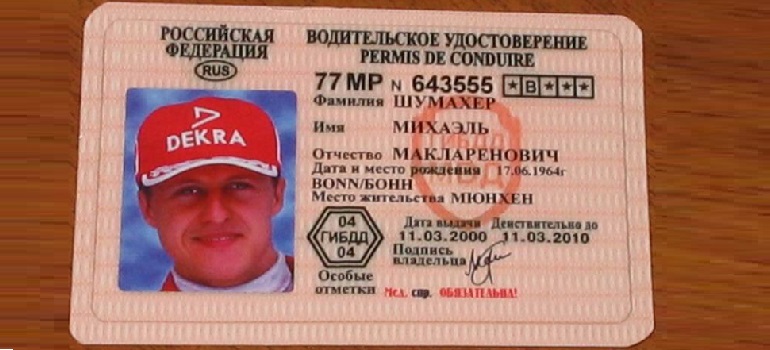 РОССИЙСКАЯ ФЕДЕРАЦИЯ
RUS
ВОДИТЕЛЬСКОЕ УДОСТОВЕРЕНИЕ
PERMIS DE CONDUIRE
77 МР N 643555 * B * * *
DEKRA
Фамилия ШУМАХЕР
Имя МИХАЭЛЬ
Отчество МАКЛАРЕНОВИЧ
Дата и место рождения 17.06.1964г
BONN/БОНН
Место жительства МЮНХЕН
04 ГИБДД 04
Дата выдачи Действительно до
11.03.2000 11.03.2010
Подпись владельца
Особые отметки Мед. спр. ОБЯЗАТЕЛЬНА!